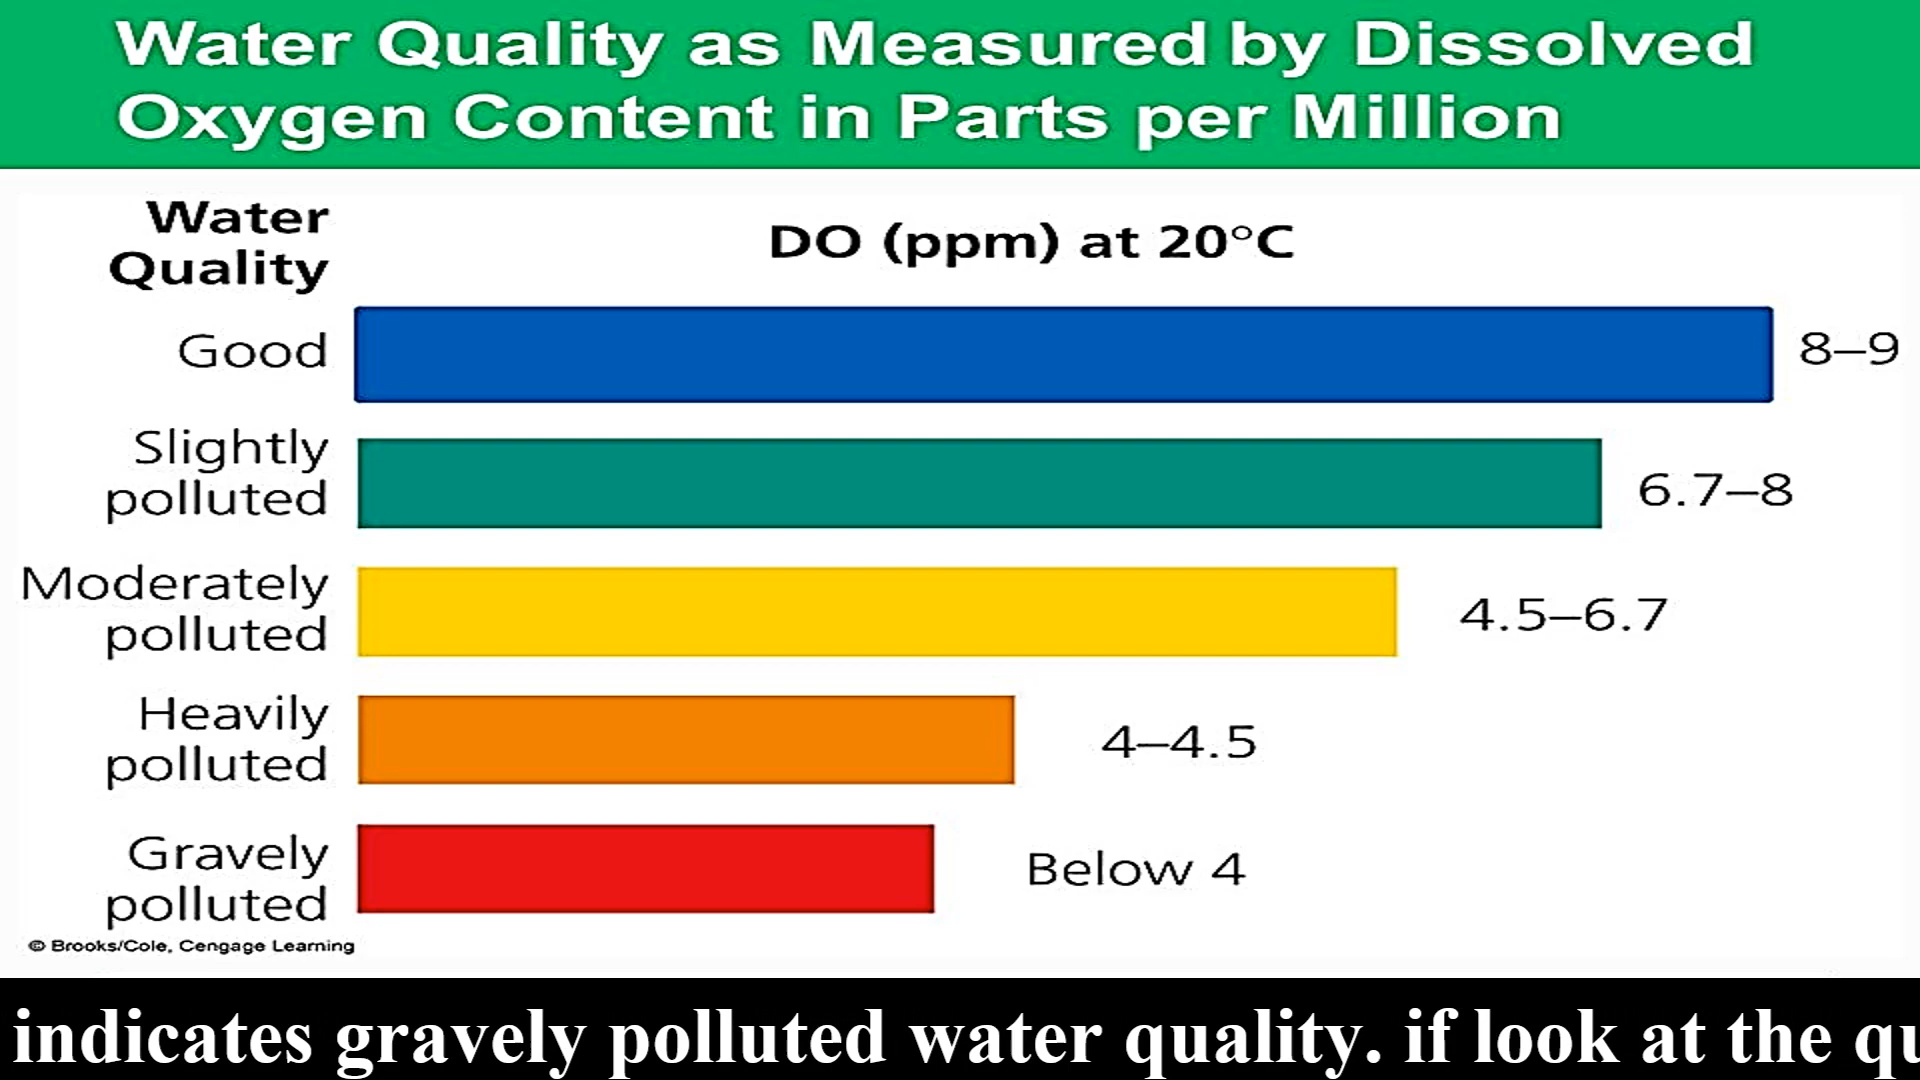 Water Quality as Measured by Dissolved
Oxygen Content in Parts per Million
Water
Quality
DO (ppm) at 20°C
Good
8–9
Slightly
polluted
6.7–8
Moderately
polluted
4.5–6.7
Heavily
polluted
4–4.5
Gravely
polluted
Below 4
© Brooks/Cole, Cengage Learning
indicates gravely polluted water quality. if look at the